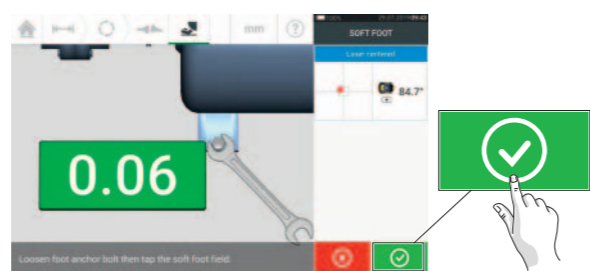 mm ?
SOFT FOOT
Laser centered
84.7°
0.06
Loosen foot anchor bolt then tap the soft foot field.